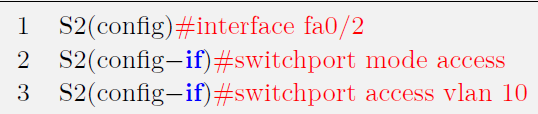 1 S2(config)#interface fa0/2
2 S2(config−if)#switchport mode access
3 S2(config−if)#switchport access vlan 10